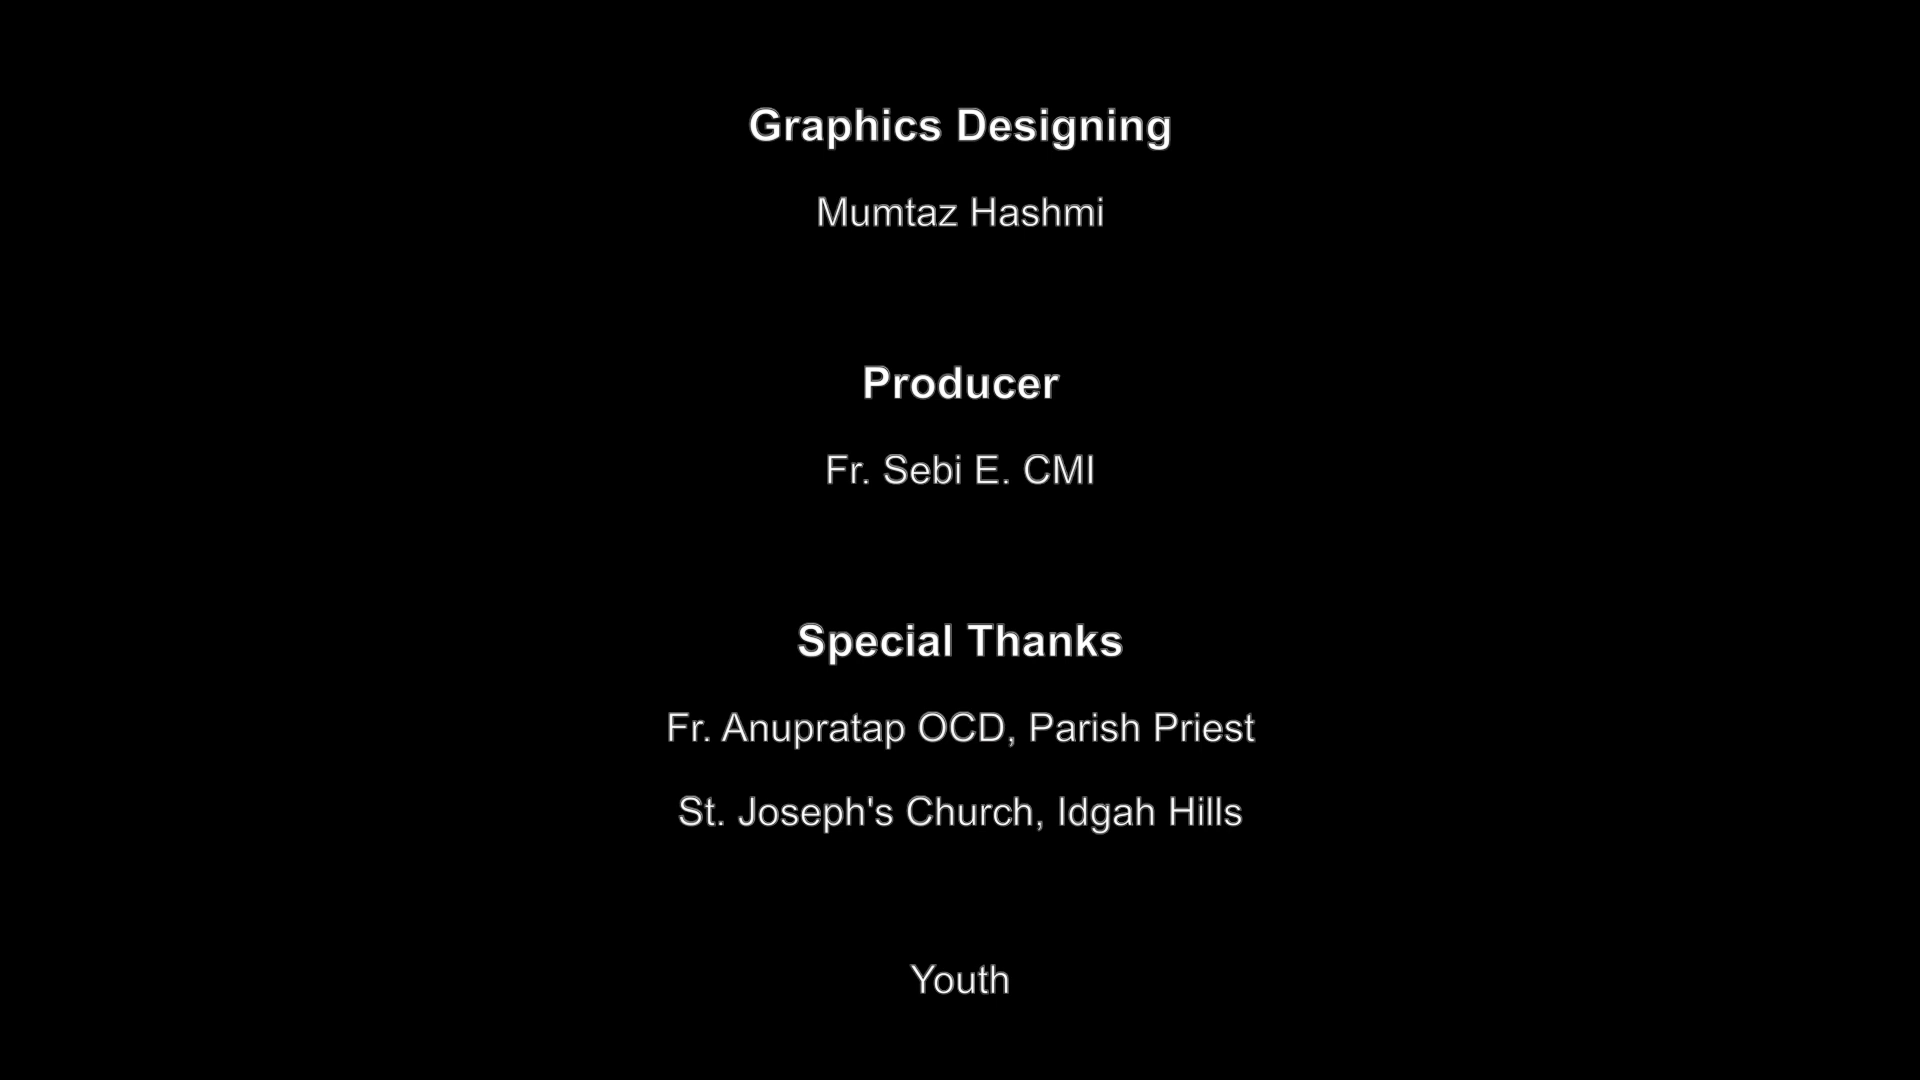 Graphics Designing
Mumtaz Hashmi
Producer
Fr. Sebi E. CMI
Special Thanks
Fr. Anupratap OCD, Parish Priest
St. Joseph's Church, Idgah Hills
Youth